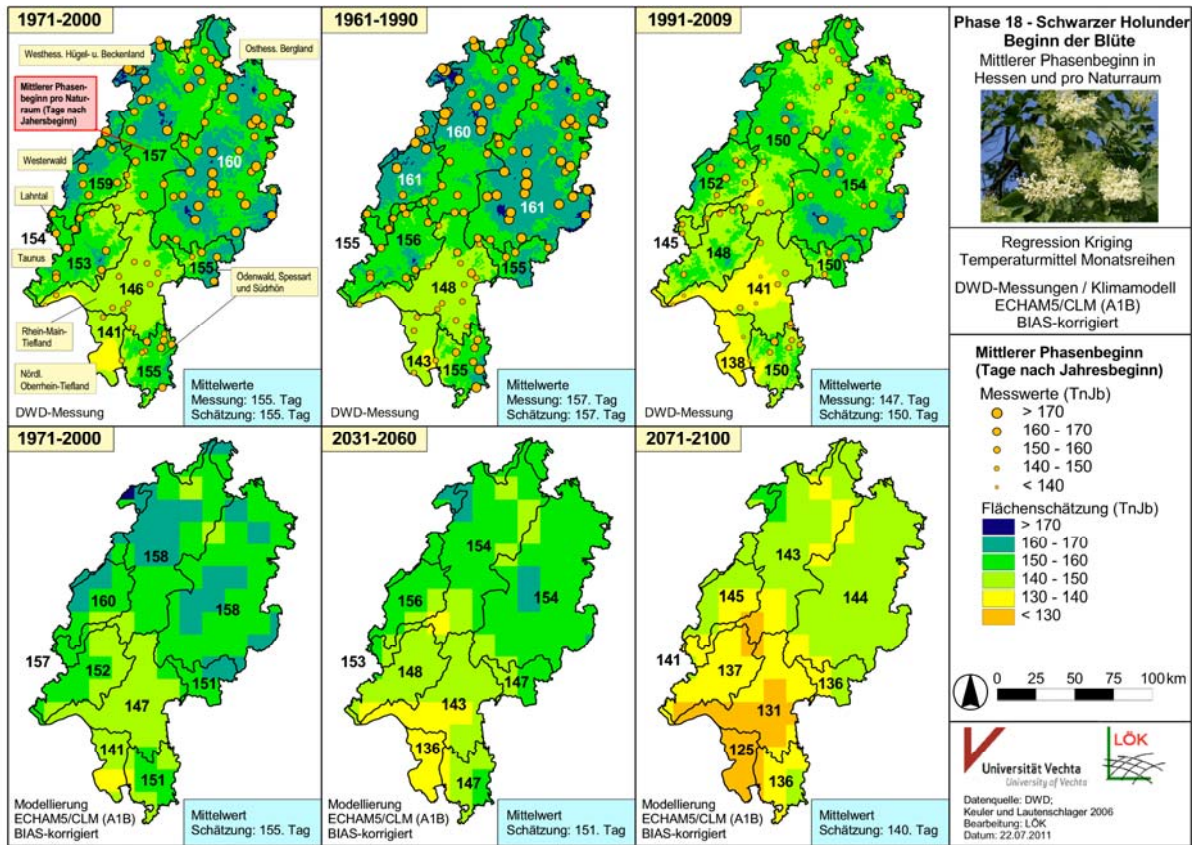 1971-2000
Westhess. Hügel- u. Beckenland
Osthess. Bergland
Mittlerer Phasen-
beginn pro Natur-
raum (Tage nach
Jahersbeginn)
157
160
Westerwald
159
Lahntal
154
Taunus
153
155
146
Odenwald, Spessart
und Südrhön
Rhein-Main-
Tiefland
141
Nördl.
Oberrhein-Tiefland
155
DWD-Messung
Mittelwerte
Messung: 155. Tag
Schätzung: 155. Tag
1961-1990
160
161
161
155
156
155
148
143
155
DWD-Messung
Mittelwerte
Messung: 157. Tag
Schätzung: 157. Tag
1991-2009
150
152
154
145
148
150
141
138
150
DWD-Messung
Mittelwerte
Messung: 147. Tag
Schätzung: 150. Tag
1971-2000
158
160
158
157
152
151
147
141
151
Modellierung
ECHAM5/CLM (A1B)
BIAS-korrigiert
Mittelwert
Schätzung: 155. Tag
2031-2060
154
156
154
153
148
147
143
136
147
Modellierung
ECHAM5/CLM (A1B)
BIAS-korrigiert
Mittelwert
Schätzung: 151. Tag
2071-2100
143
145
144
141
137
136
131
125
136
Modellierung
ECHAM5/CLM (A1B)
BIAS-korrigiert
Mittelwert
Schätzung: 140. Tag
Phase 18 - Schwarzer Holunder
Beginn der Blüte
Mittlerer Phasenbeginn in
Hessen und pro Naturraum
Regression Kriging
Temperaturmittel Monatsreihen
DWD-Messungen / Klimamodell
ECHAM5/CLM (A1B)
BIAS-korrigiert
Mittlerer Phasenbeginn
(Tage nach Jahresbeginn)
Messwerte (TnJb)
> 170
160 - 170
150 - 160
140 - 150
< 140
Flächenschätzung (TnJb)
> 170
160 - 170
150 - 160
140 - 150
130 - 140
< 130
0 25 50 75 100 km
Universität Vechta
University of Vechta
LÖK
Datenquelle: DWD;
Keuler und Lautenschlager 2006
Bearbeitung: LÖK
Datum: 22.07.2011